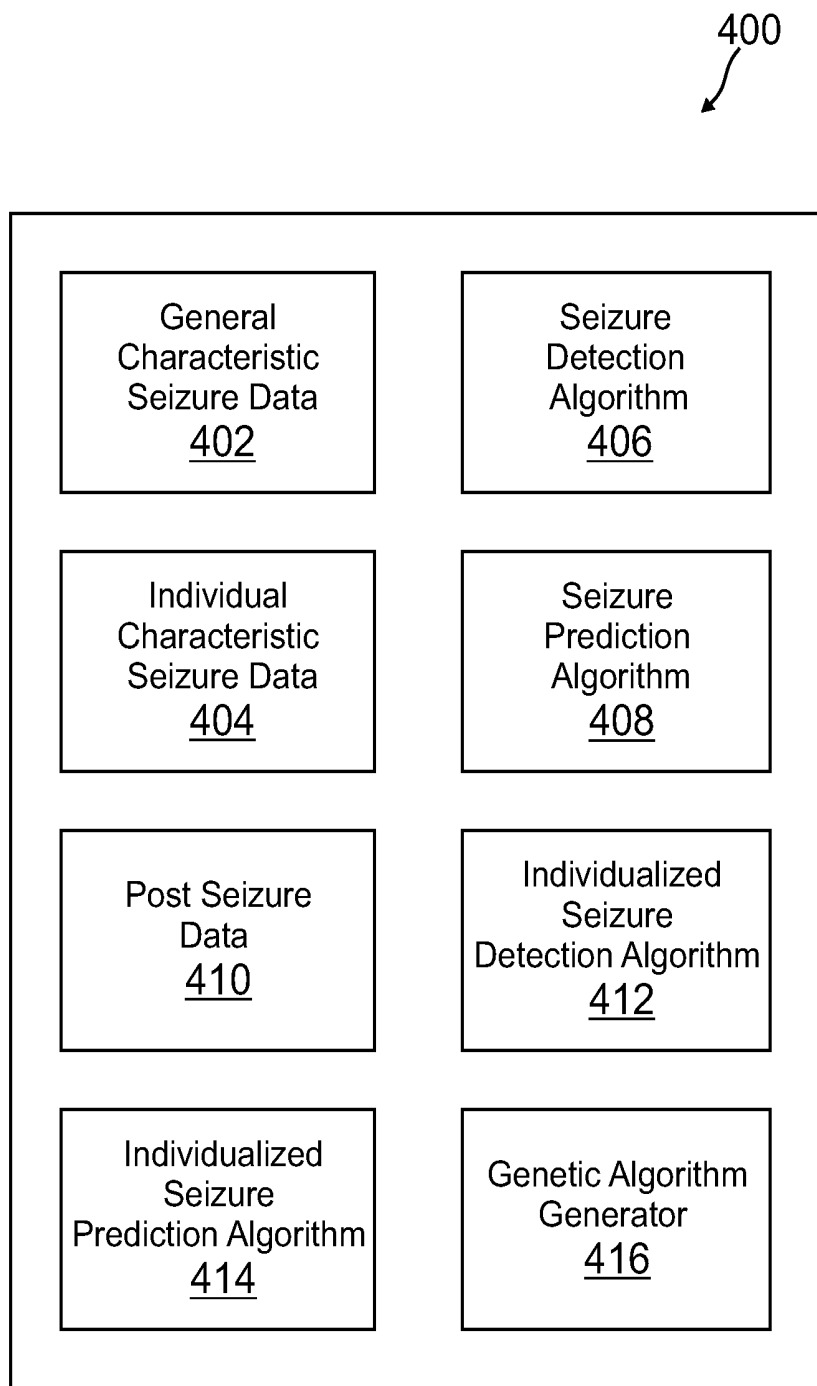 400
General
Characteristic
Seizure Data
402
Seizure
Detection
Algorithm
406
Individual
Characteristic
Seizure Data
404
Seizure
Prediction
Algorithm
408
Post Seizure
Data
410
Individualized
Seizure
Detection Algorithm
412
Individualized
Seizure
Prediction Algorithm
414
Genetic Algorithm
Generator
416